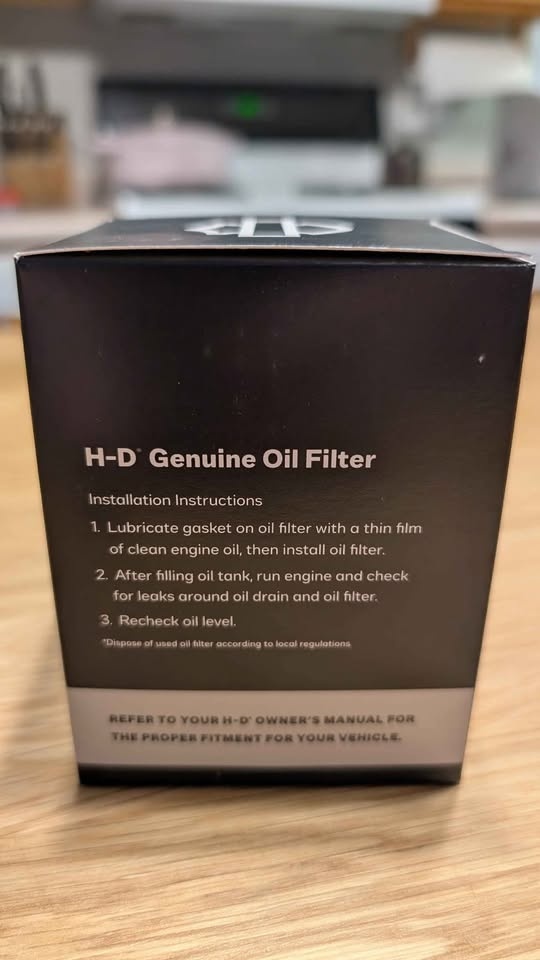 H-D® Genuine Oil Filter
Installation Instructions
1. Lubricate gasket on oil filter with a thin film
of clean engine oil, then install oil filter.
2. After filling oil tank, run engine and check
for leaks around oil drain and oil filter.
3. Recheck oil level.
*Dispose of used oil filter according to local regulations
REFER TO YOUR H-D® OWNER'S MANUAL FOR
THE PROPER FITMENT FOR YOUR VEHICLE.